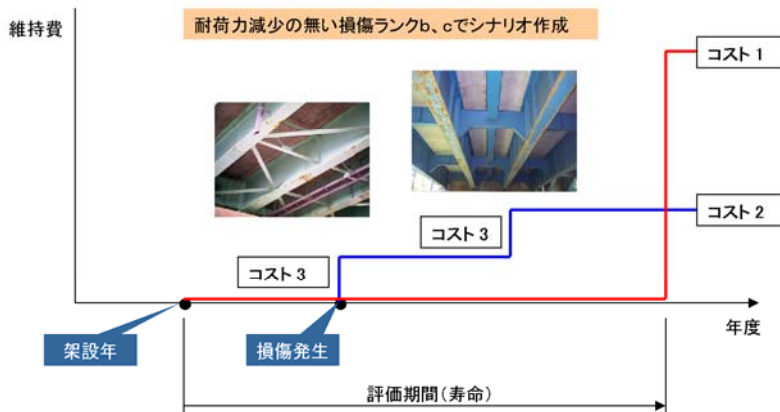 維持費
耐荷力減少の無い損傷ランクb、cでシナリオ作成
コスト1
コスト2
コスト3
コスト3
年度
架設年
損傷発生
評価期間(寿命)